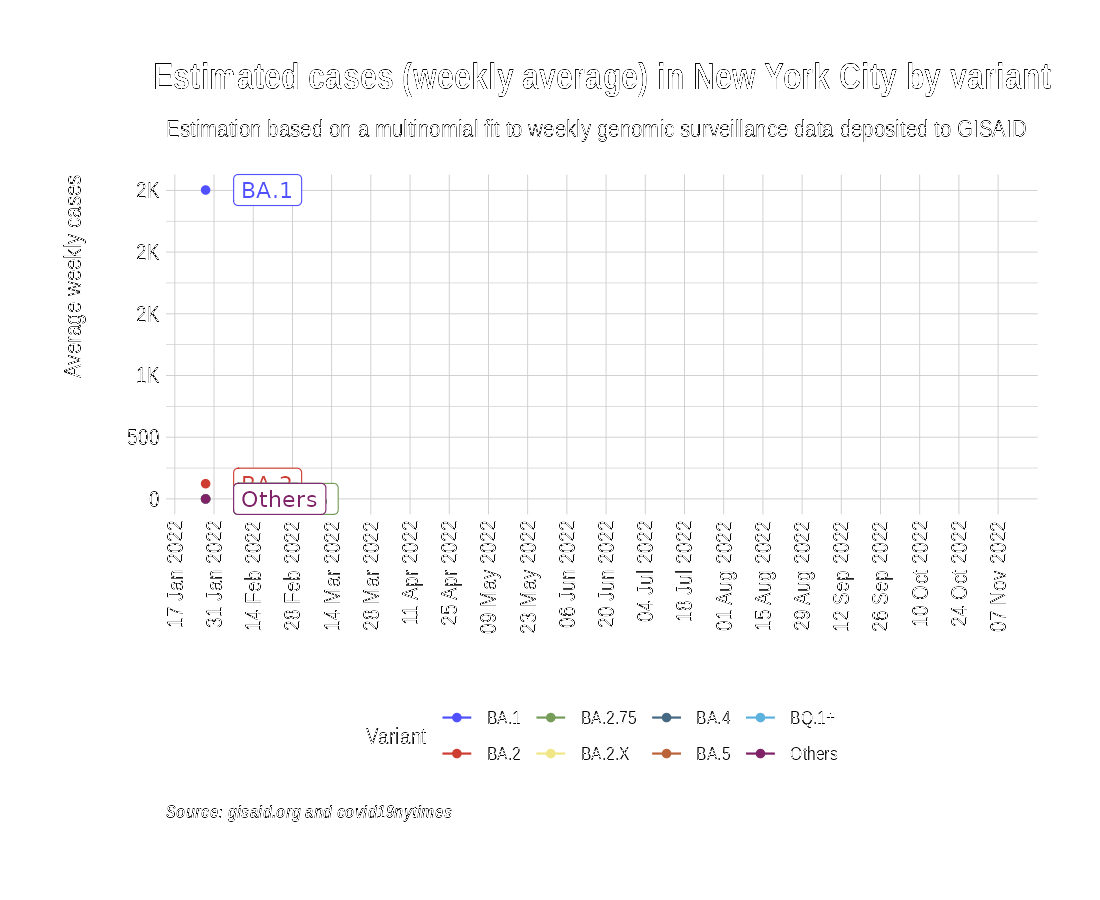 Estimated cases (weekly average) in New York City by variant
Estimation based on a multinomial fit to weekly genomic surveillance data deposited to GISAID
Average weekly cases
2K
2K
2K
1K
500
0
BA.1
BA.2
Others
17 Jan 2022
31 Jan 2022
14 Feb 2022
28 Feb 2022
14 Mar 2022
28 Mar 2022
11 Apr 2022
25 Apr 2022
09 May 2022
23 May 2022
06 Jun 2022
20 Jun 2022
04 Jul 2022
18 Jul 2022
01 Aug 2022
15 Aug 2022
29 Aug 2022
12 Sep 2022
26 Sep 2022
10 Oct 2022
24 Oct 2022
07 Nov 2022
Variant
BA.1 BA.2.75 BA.4 BQ.1+
BA.2 BA.2.X BA.5 Others
Source: gisaid.org and covid19nytimes